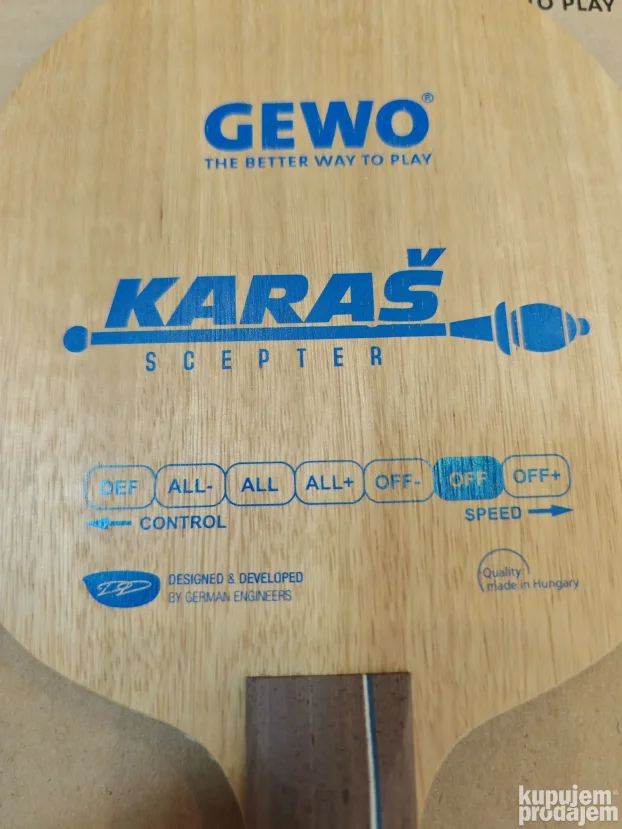 TO PLAY
GEWO®
THE BETTER WAY TO PLAY
KARAŠ
SCEPTER
DEF ALL- ALL ALL+ OFF- OFF OFF+
CONTROL SPEED
DESIGNED & DEVELOPED
BY GERMAN ENGINEERS
Quality
made in Hungary
kupujem
prodajem